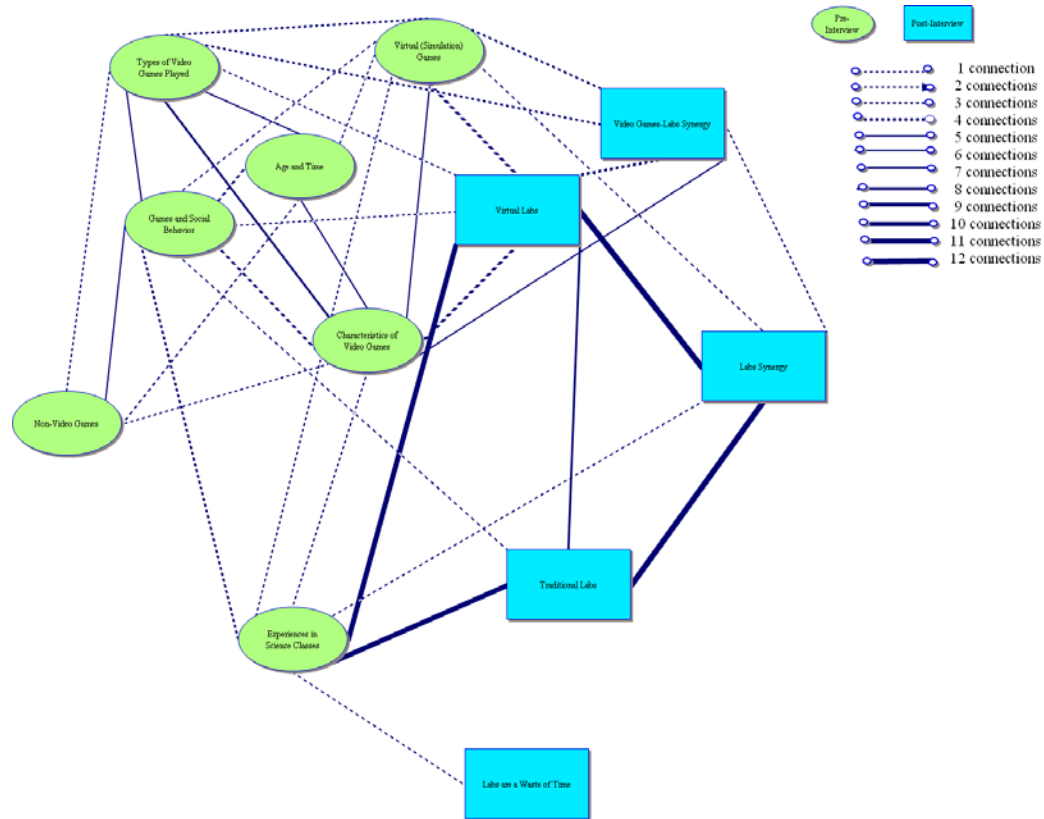 Pre-
Interview
Post-Interview
1 connection
2 connections
3 connections
4 connections
5 connections
6 connections
7 connections
8 connections
9 connections
10 connections
11 connections
12 connections
Types of Video
Games Played
Virtual (Simulation)
Games
Video Games-Labs Synergy
Age and Time
Virtual Labs
Games and Social
Behavior
Characteristics of
Video Games
Labs Synergy
Non-Video Games
Traditional Labs
Experiences in
Science Classes
Labs are a Waste of Time